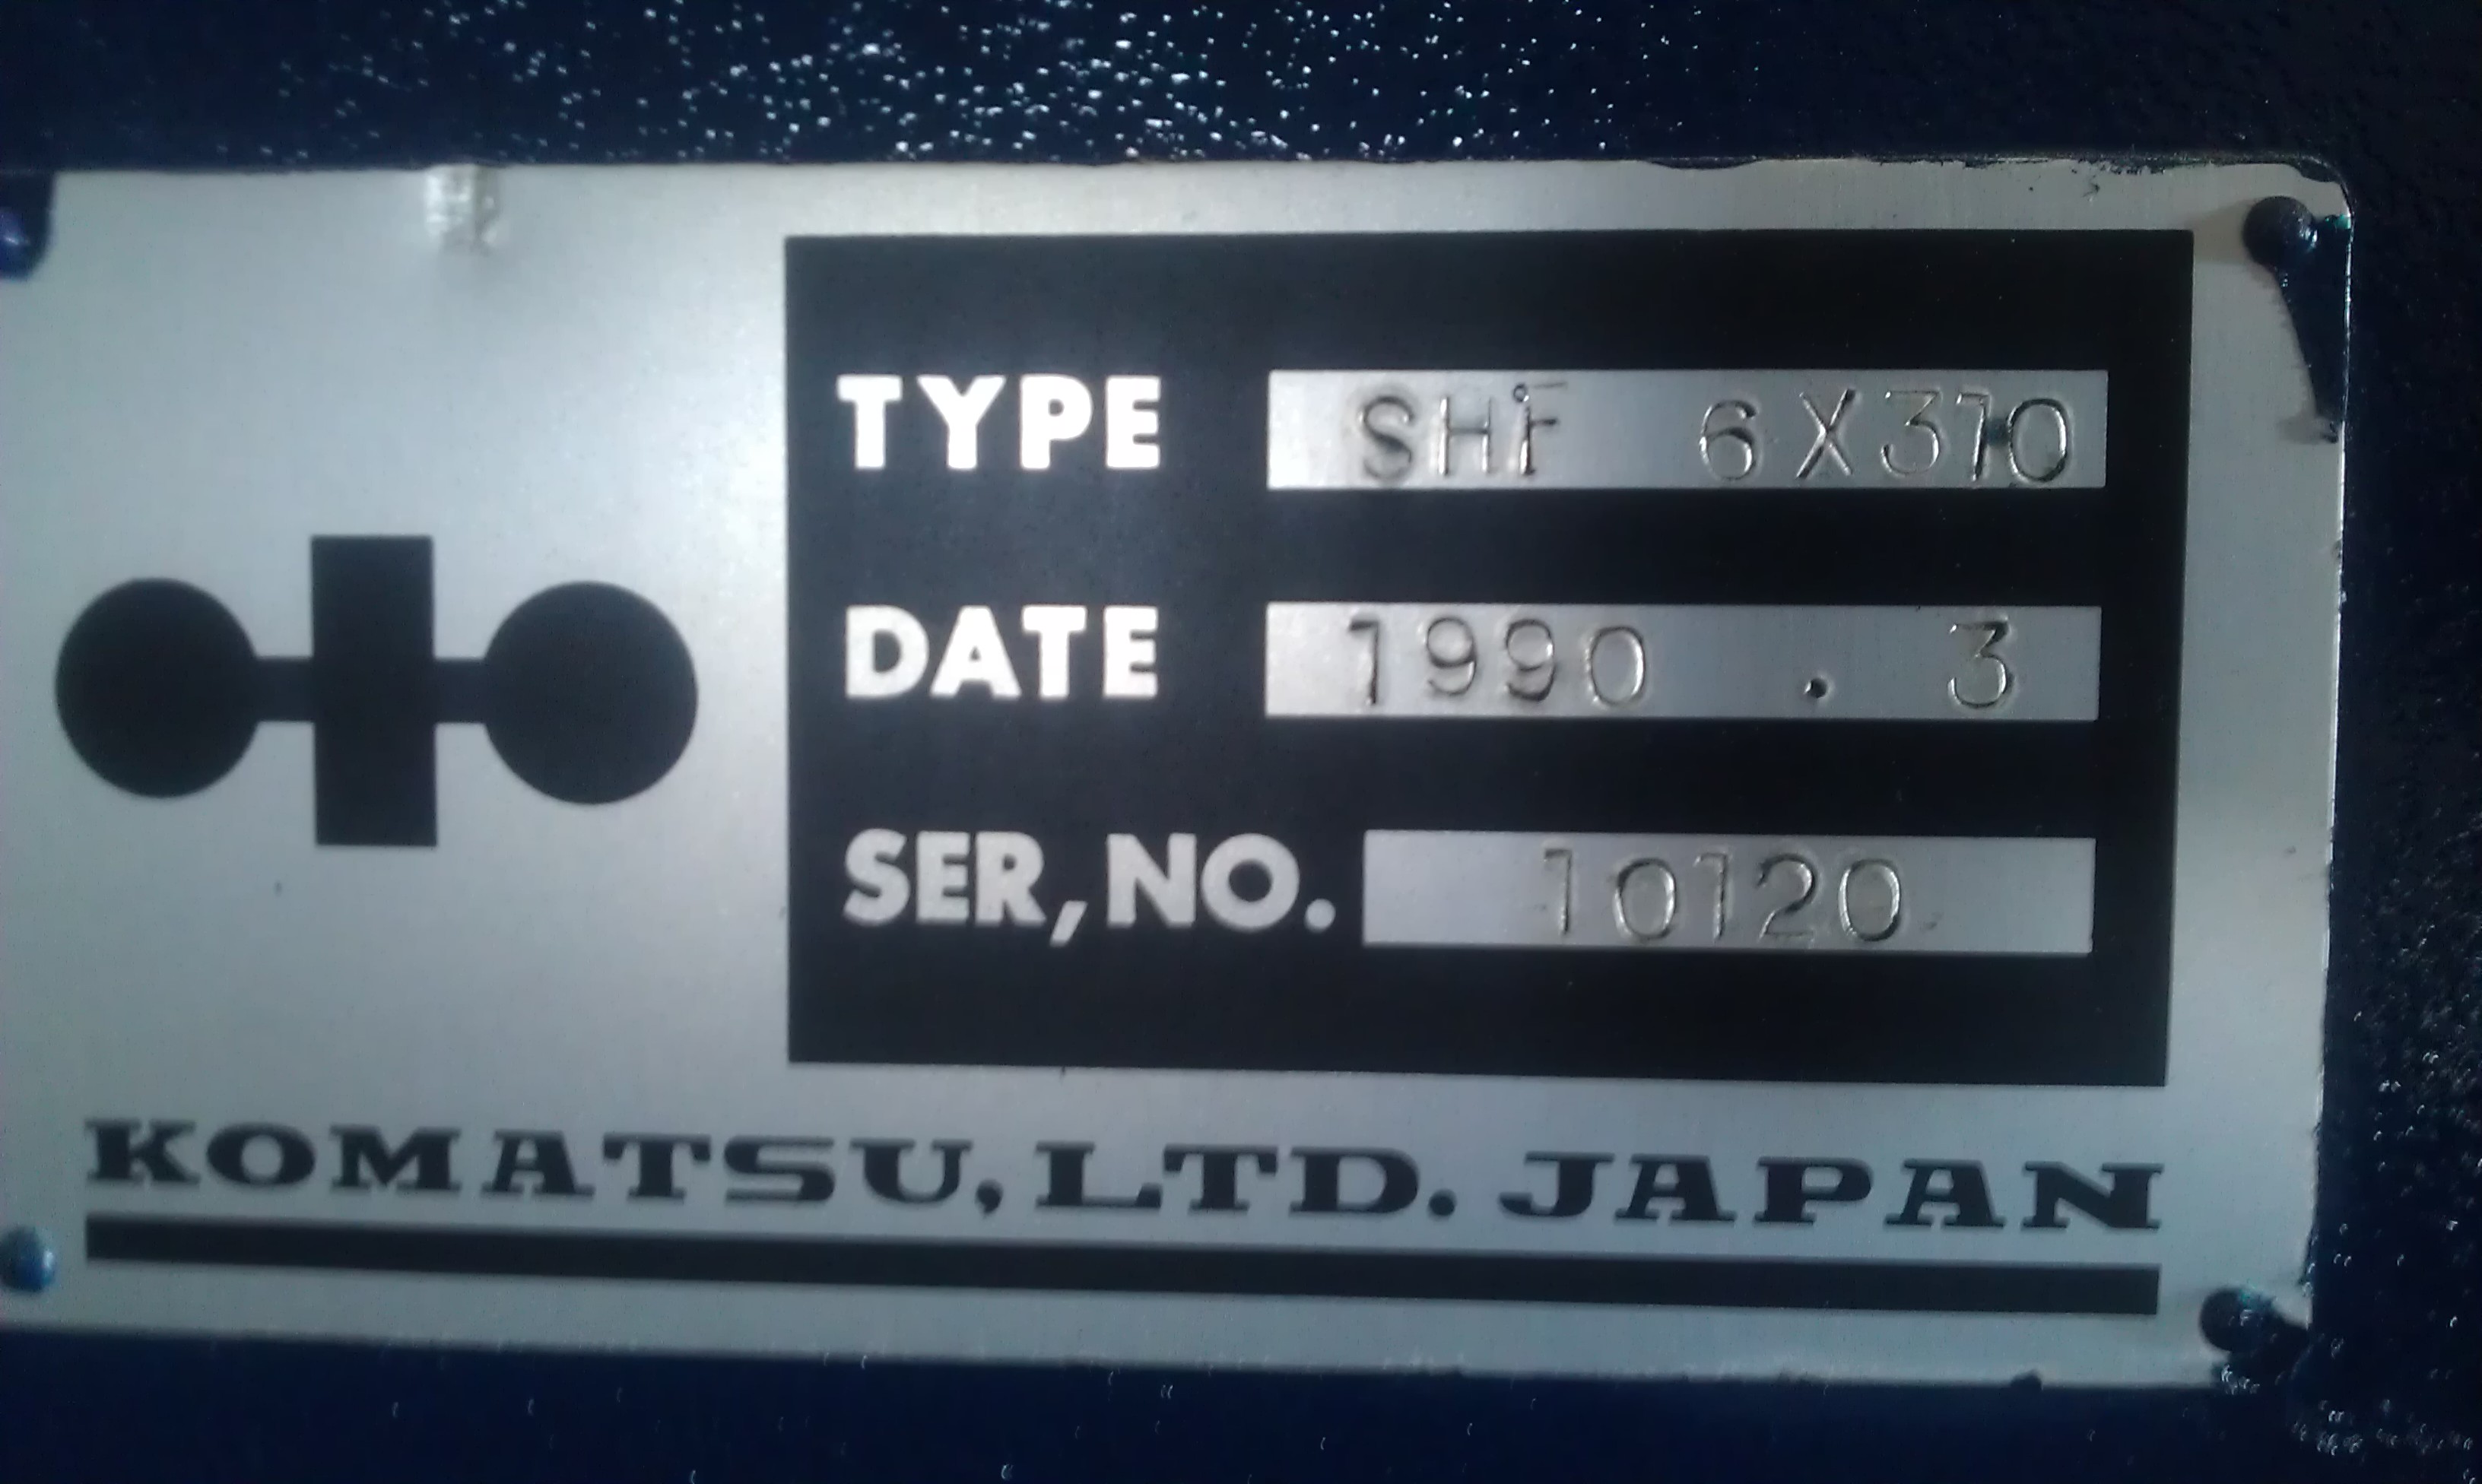 TYPE SHF 6X310
DATE 1990 . 3
SER,NO. 10120
KOMATSU,LTD. JAPAN